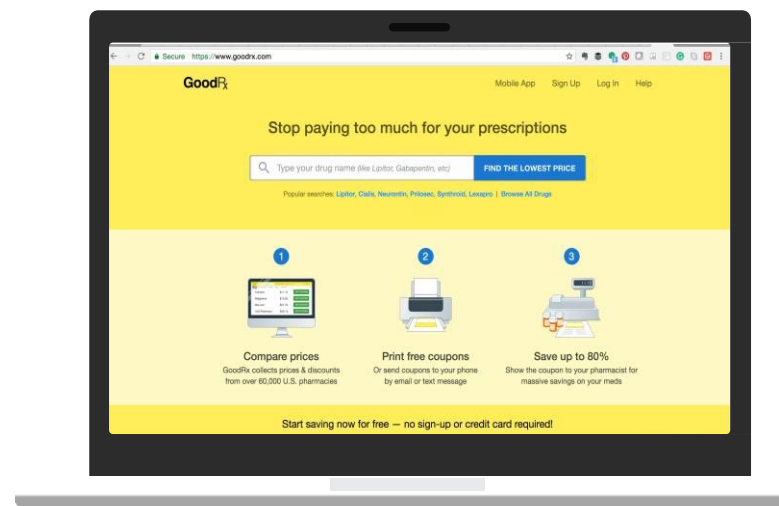 Secure https://www.goodrx.com
GoodRx
Mobile App Sign Up Log In Help
Stop paying too much for your prescriptions
Type your drug name (like Lipitor, Gabapentin, etc) FIND THE LOWEST PRICE
Popular searches: Lipitor, Cialis, Neurontin, Prilosec, Synthroid, Lexapro | Browse All Drugs
1 2 3
Compare prices
GoodRx collects prices & discounts
from over 60,000 U.S. pharmacies
Print free coupons
Or send coupons to your phone
by email or text message
Save up to 80%
Show the coupon to your pharmacist for
massive savings on your meds
Start saving now for free — no sign-up or credit card required!